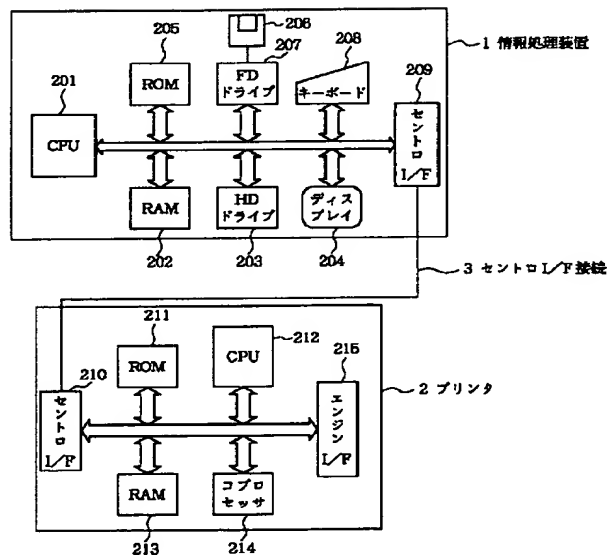 206
205
207
208
1 情報処理装置
201
ROM
FD
ドライブ
キーボード
209
CPU
セントロ
I/F
RAM
HD
ドライブ
ディス
プレイ
202
203
204
3 セントロI/F接続
211
212
210
ROM
CPU
215
2 プリンタ
セントロ
I/F
エンジン
I/F
RAM
コプロ
セッサ
213
214